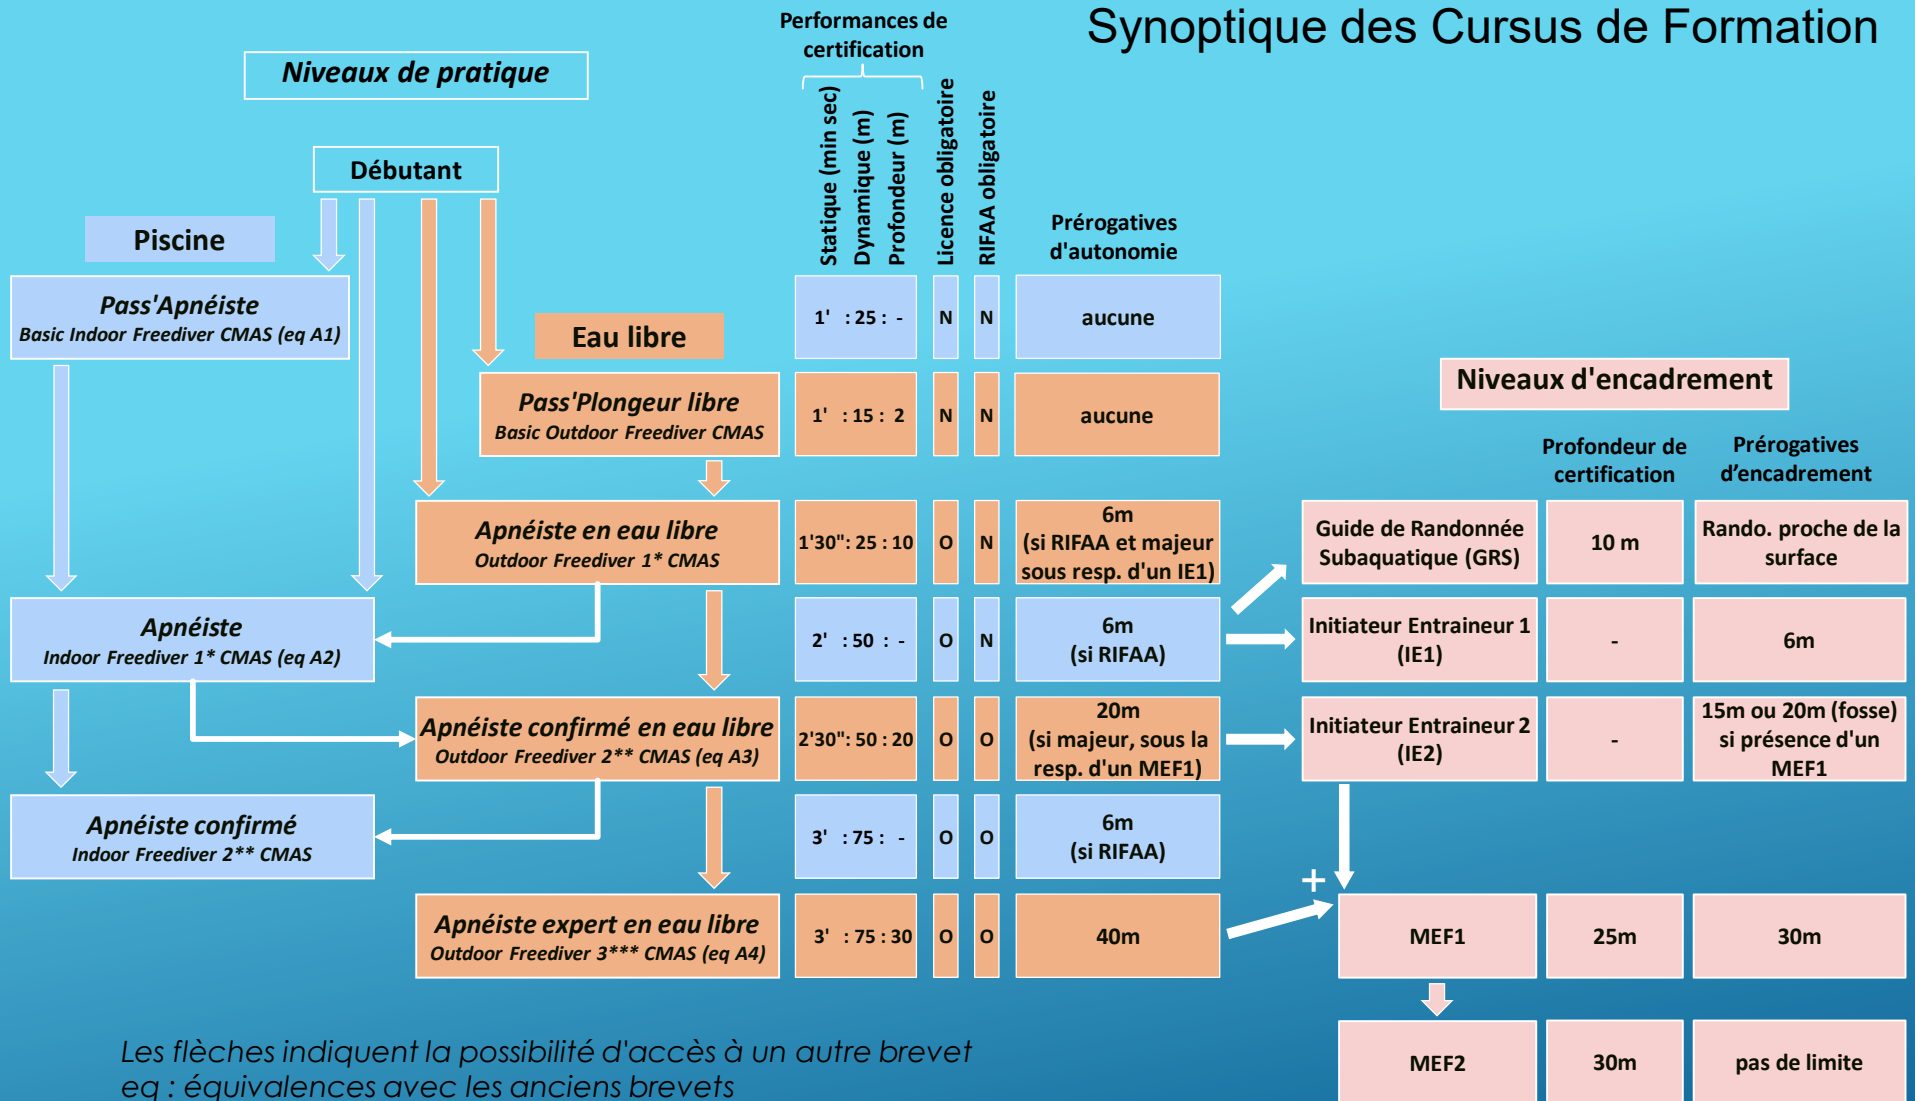 Synoptique des Cursus de Formation
Niveaux de pratique
Performances de
certification
Statique (min sec)
Dynamique (m)
Profondeur (m)
Licence obligatoire
RIFAA obligatoire
Prérogatives
d'autonomie
Débutant
Piscine
Pass'Apnéiste
Basic Indoor Freediver CMAS (eq A1)
1' : 25 : -
N
N
aucune
Eau libre
Pass'Plongeur libre
Basic Outdoor Freediver CMAS
1' : 15 : 2
N
N
aucune
Niveaux d'encadrement
Profondeur de
certification
Prérogatives
d’encadrement
Apnéiste en eau libre
Outdoor Freediver 1* CMAS
1'30" : 25 : 10
O
N
6m
(si RIFAA et majeur
sous resp. d'un IE1)
Guide de Randonnée
Subaquatique (GRS)
10 m
Rando. proche de la
surface
Apnéiste
Indoor Freediver 1* CMAS (eq A2)
2' : 50 : -
O
N
6m
(si RIFAA)
Initiateur Entraineur 1
(IE1)
-
6m
Apnéiste confirmé en eau libre
Outdoor Freediver 2** CMAS (eq A3)
2'30" : 50 : 20
O
O
20m
(si majeur, sous la
resp. d'un MEF1)
Initiateur Entraineur 2
(IE2)
-
15m ou 20m (fosse)
si présence d'un
MEF1
Apnéiste confirmé
Indoor Freediver 2** CMAS
3' : 75 : -
O
O
6m
(si RIFAA)
+
Apnéiste expert en eau libre
Outdoor Freediver 3*** CMAS (eq A4)
3' : 75 : 30
O
O
40m
MEF1
25m
30m
MEF2
30m
pas de limite
Les flèches indiquent la possibilité d'accès à un autre brevet
eq : équivalences avec les anciens brevets